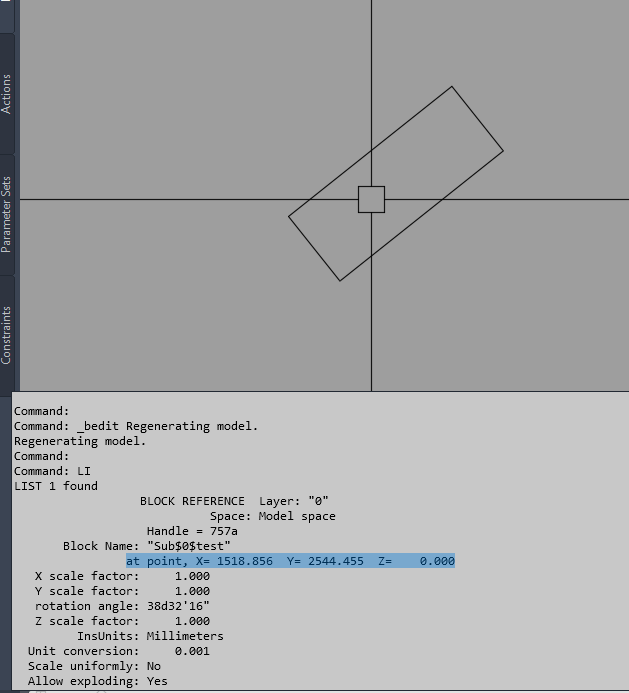 Actions
Parameter Sets
Constraints
Command:
Command: _bedit Regenerating model.
Regenerating model.
Command:
Command: LI
LIST 1 found
BLOCK REFERENCE  Layer: "0"
Space: Model space
Handle = 757a
Block Name: "Sub$0$test"
at point, X= 1518.856  Y= 2544.455  Z=    0.000
X scale factor:     1.000
Y scale factor:     1.000
rotation angle: 38d32'16"
Z scale factor:     1.000
InsUnits: Millimeters
Unit conversion:     0.001
Scale uniformly: No
Allow exploding: Yes